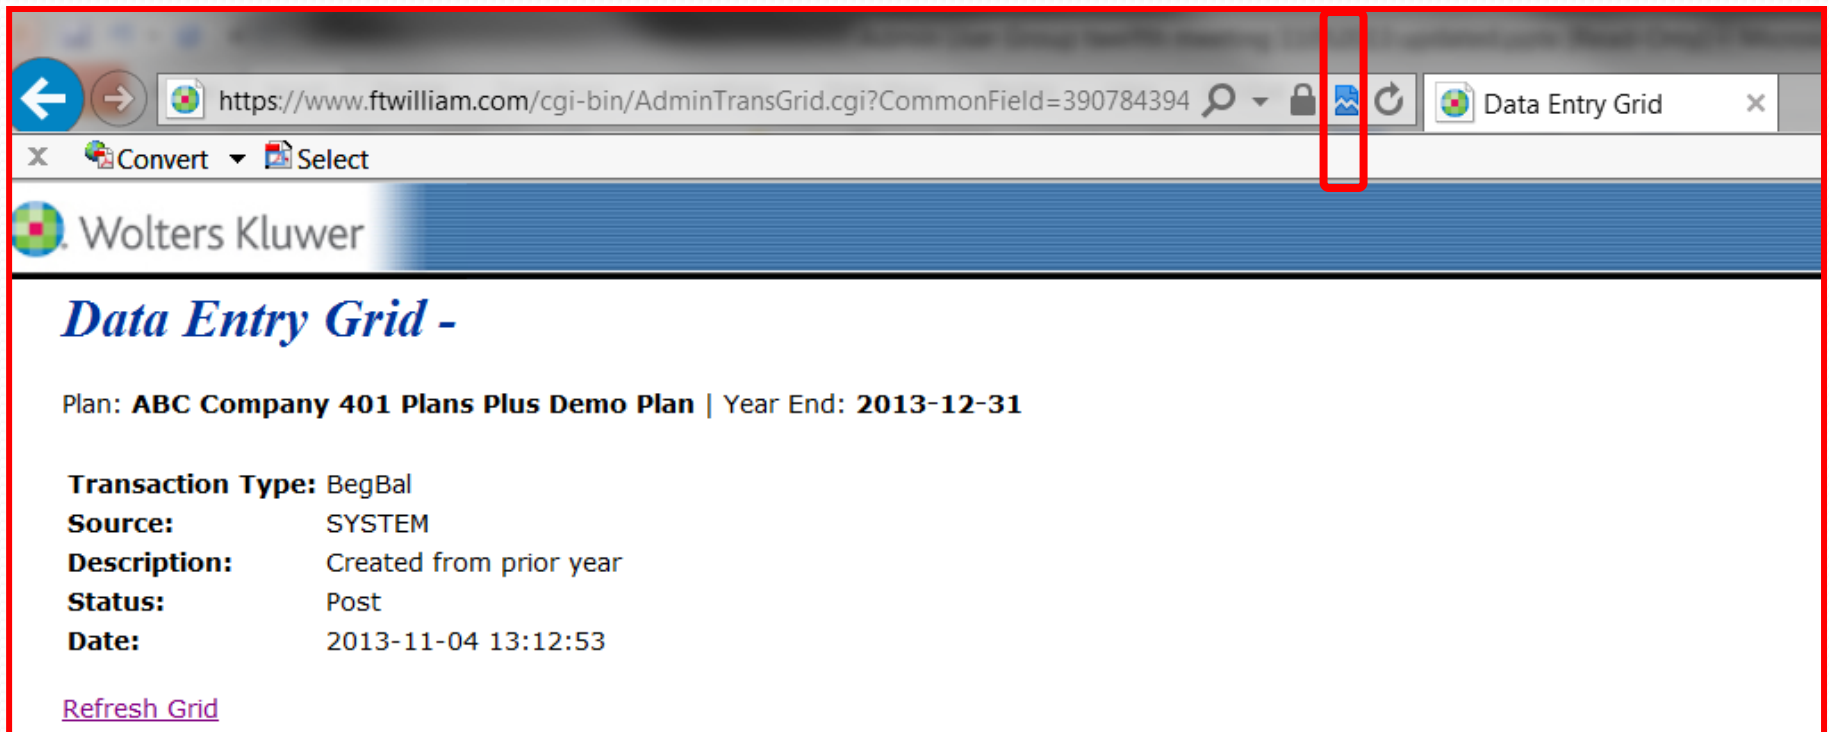 https://www.ftwilliam.com/cgi-bin/AdminTransGrid.cgi?CommonField=390784394
Data Entry Grid
Convert
Select
Wolters Kluwer
Data Entry Grid -
Plan: ABC Company 401 Plans Plus Demo Plan | Year End: 2013-12-31
Transaction Type: BegBal
Source: SYSTEM
Description: Created from prior year
Status: Post
Date: 2013-11-04 13:12:53
Refresh Grid